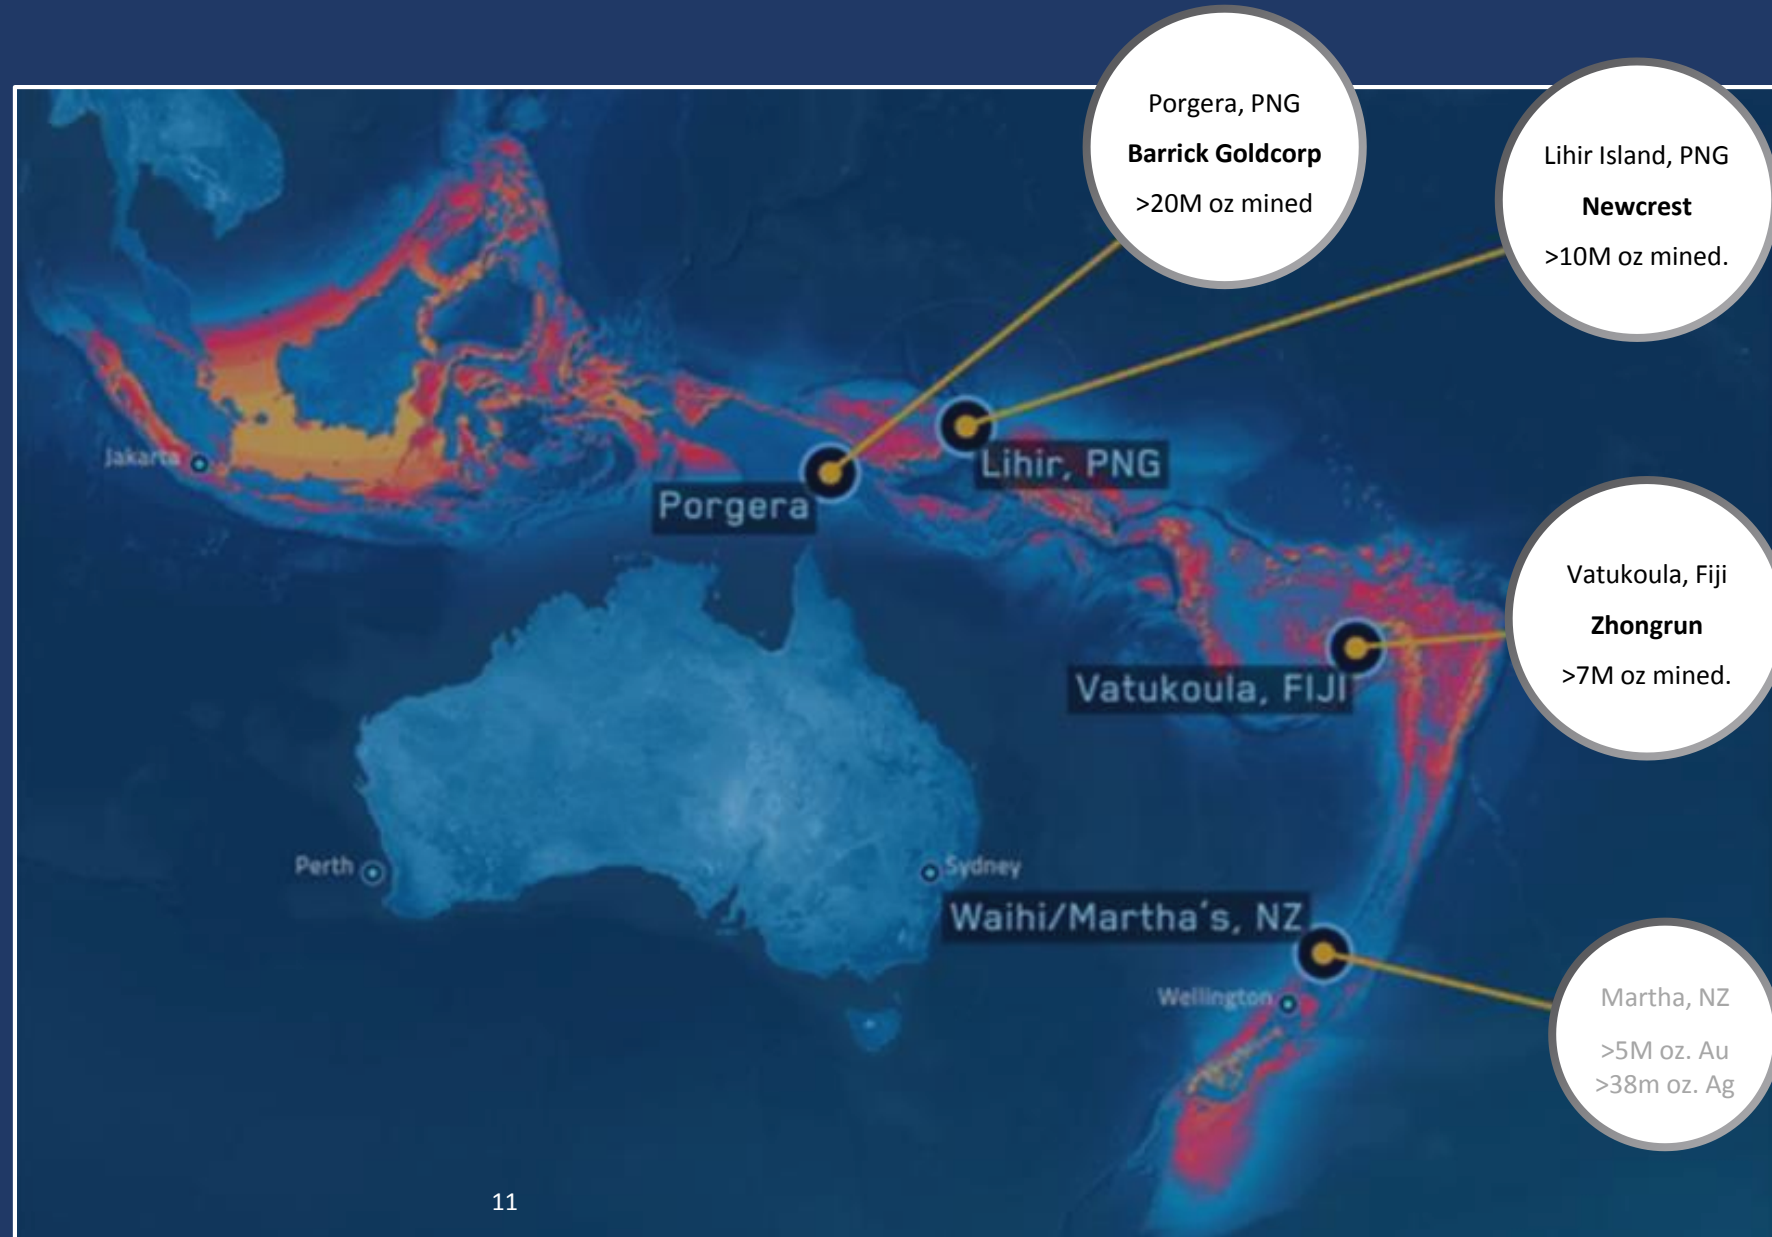 Porgera, PNG
Barrick Goldcorp
>20M oz mined
Lihir Island, PNG
Newcrest
>10M oz mined.
Jakarta
Lihir, PNG
Porgera
Vatukoula, Fiji
Zhongrun
>7M oz mined.
Vatukoula, FIJI
Perth
Sydney
Waihi/Martha's, NZ
Wellington
Martha, NZ
>5M oz. Au
>38m oz. Ag
11